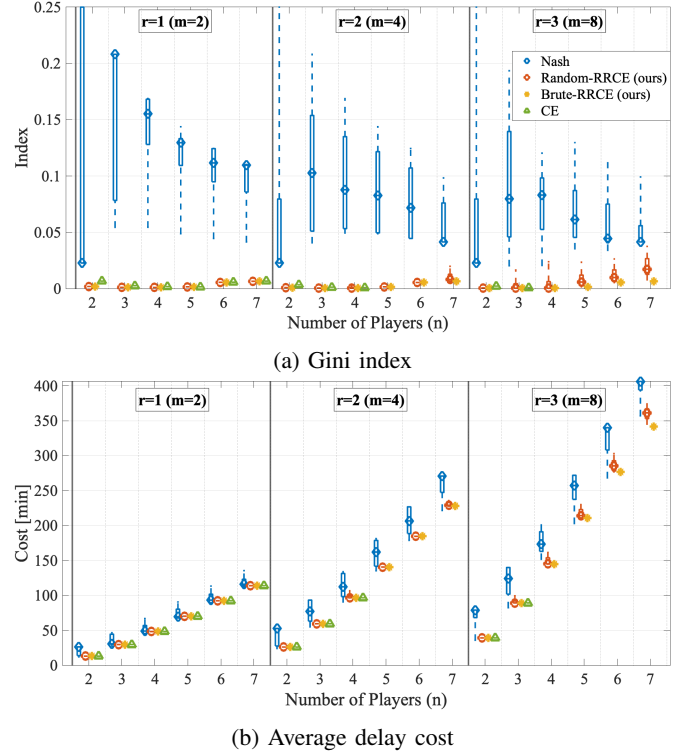 r=1 (m=2) r=2 (m=4) r=3 (m=8)
0.25
0.2
0.15
0.1
0.05
0
Index
Nash
Random-RRCE (ours)
Brute-RRCE (ours)
CE
2 3 4 5 6 7 2 3 4 5 6 7 2 3 4 5 6 7
Number of Players (n)
(a) Gini index
r=1 (m=2) r=2 (m=4) r=3 (m=8)
400
350
300
250
200
150
100
50
0
Cost [min]
2 3 4 5 6 7 2 3 4 5 6 7 2 3 4 5 6 7
Number of Players (n)
(b) Average delay cost